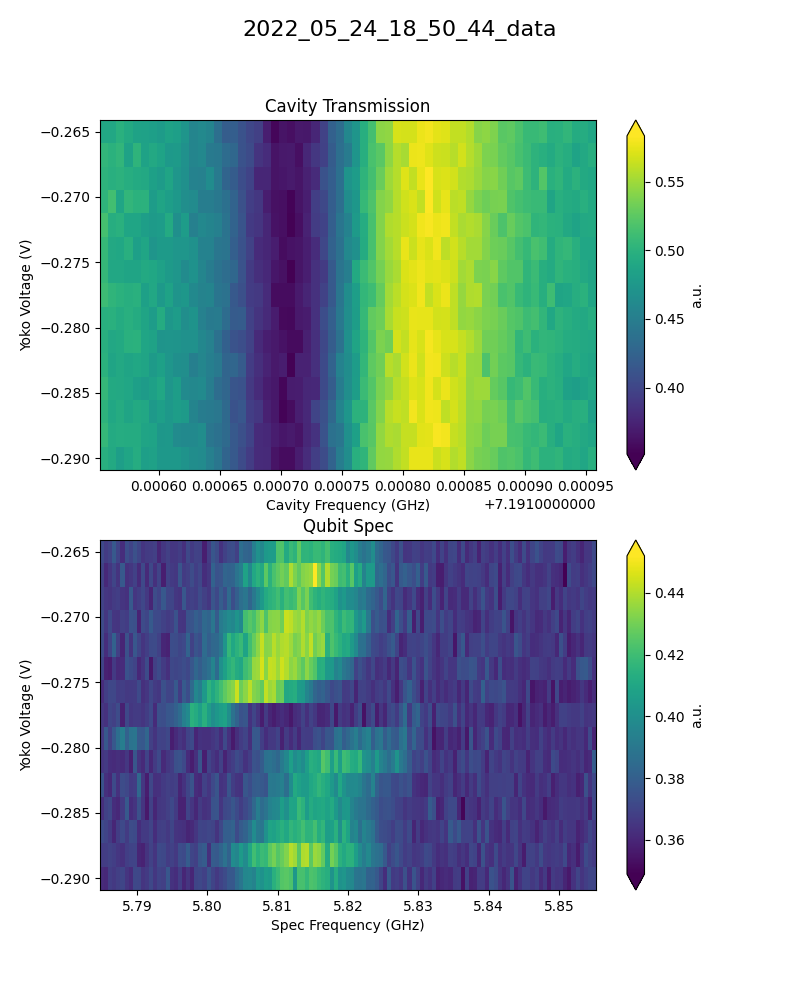 2022_05_24_18_50_44_data
Cavity Transmission
−0.265
−0.270
−0.275
−0.280
−0.285
−0.290
Yoko Voltage (V)
0.00060 0.00065 0.00070 0.00075 0.00080 0.00085 0.00090 0.00095
Cavity Frequency (GHz)
+7.1910000000
0.55
0.50
0.45
0.40
a.u.
Qubit Spec
−0.265
−0.270
−0.275
−0.280
−0.285
−0.290
Yoko Voltage (V)
5.79 5.80 5.81 5.82 5.83 5.84 5.85
Spec Frequency (GHz)
0.44
0.42
0.40
0.38
0.36
a.u.